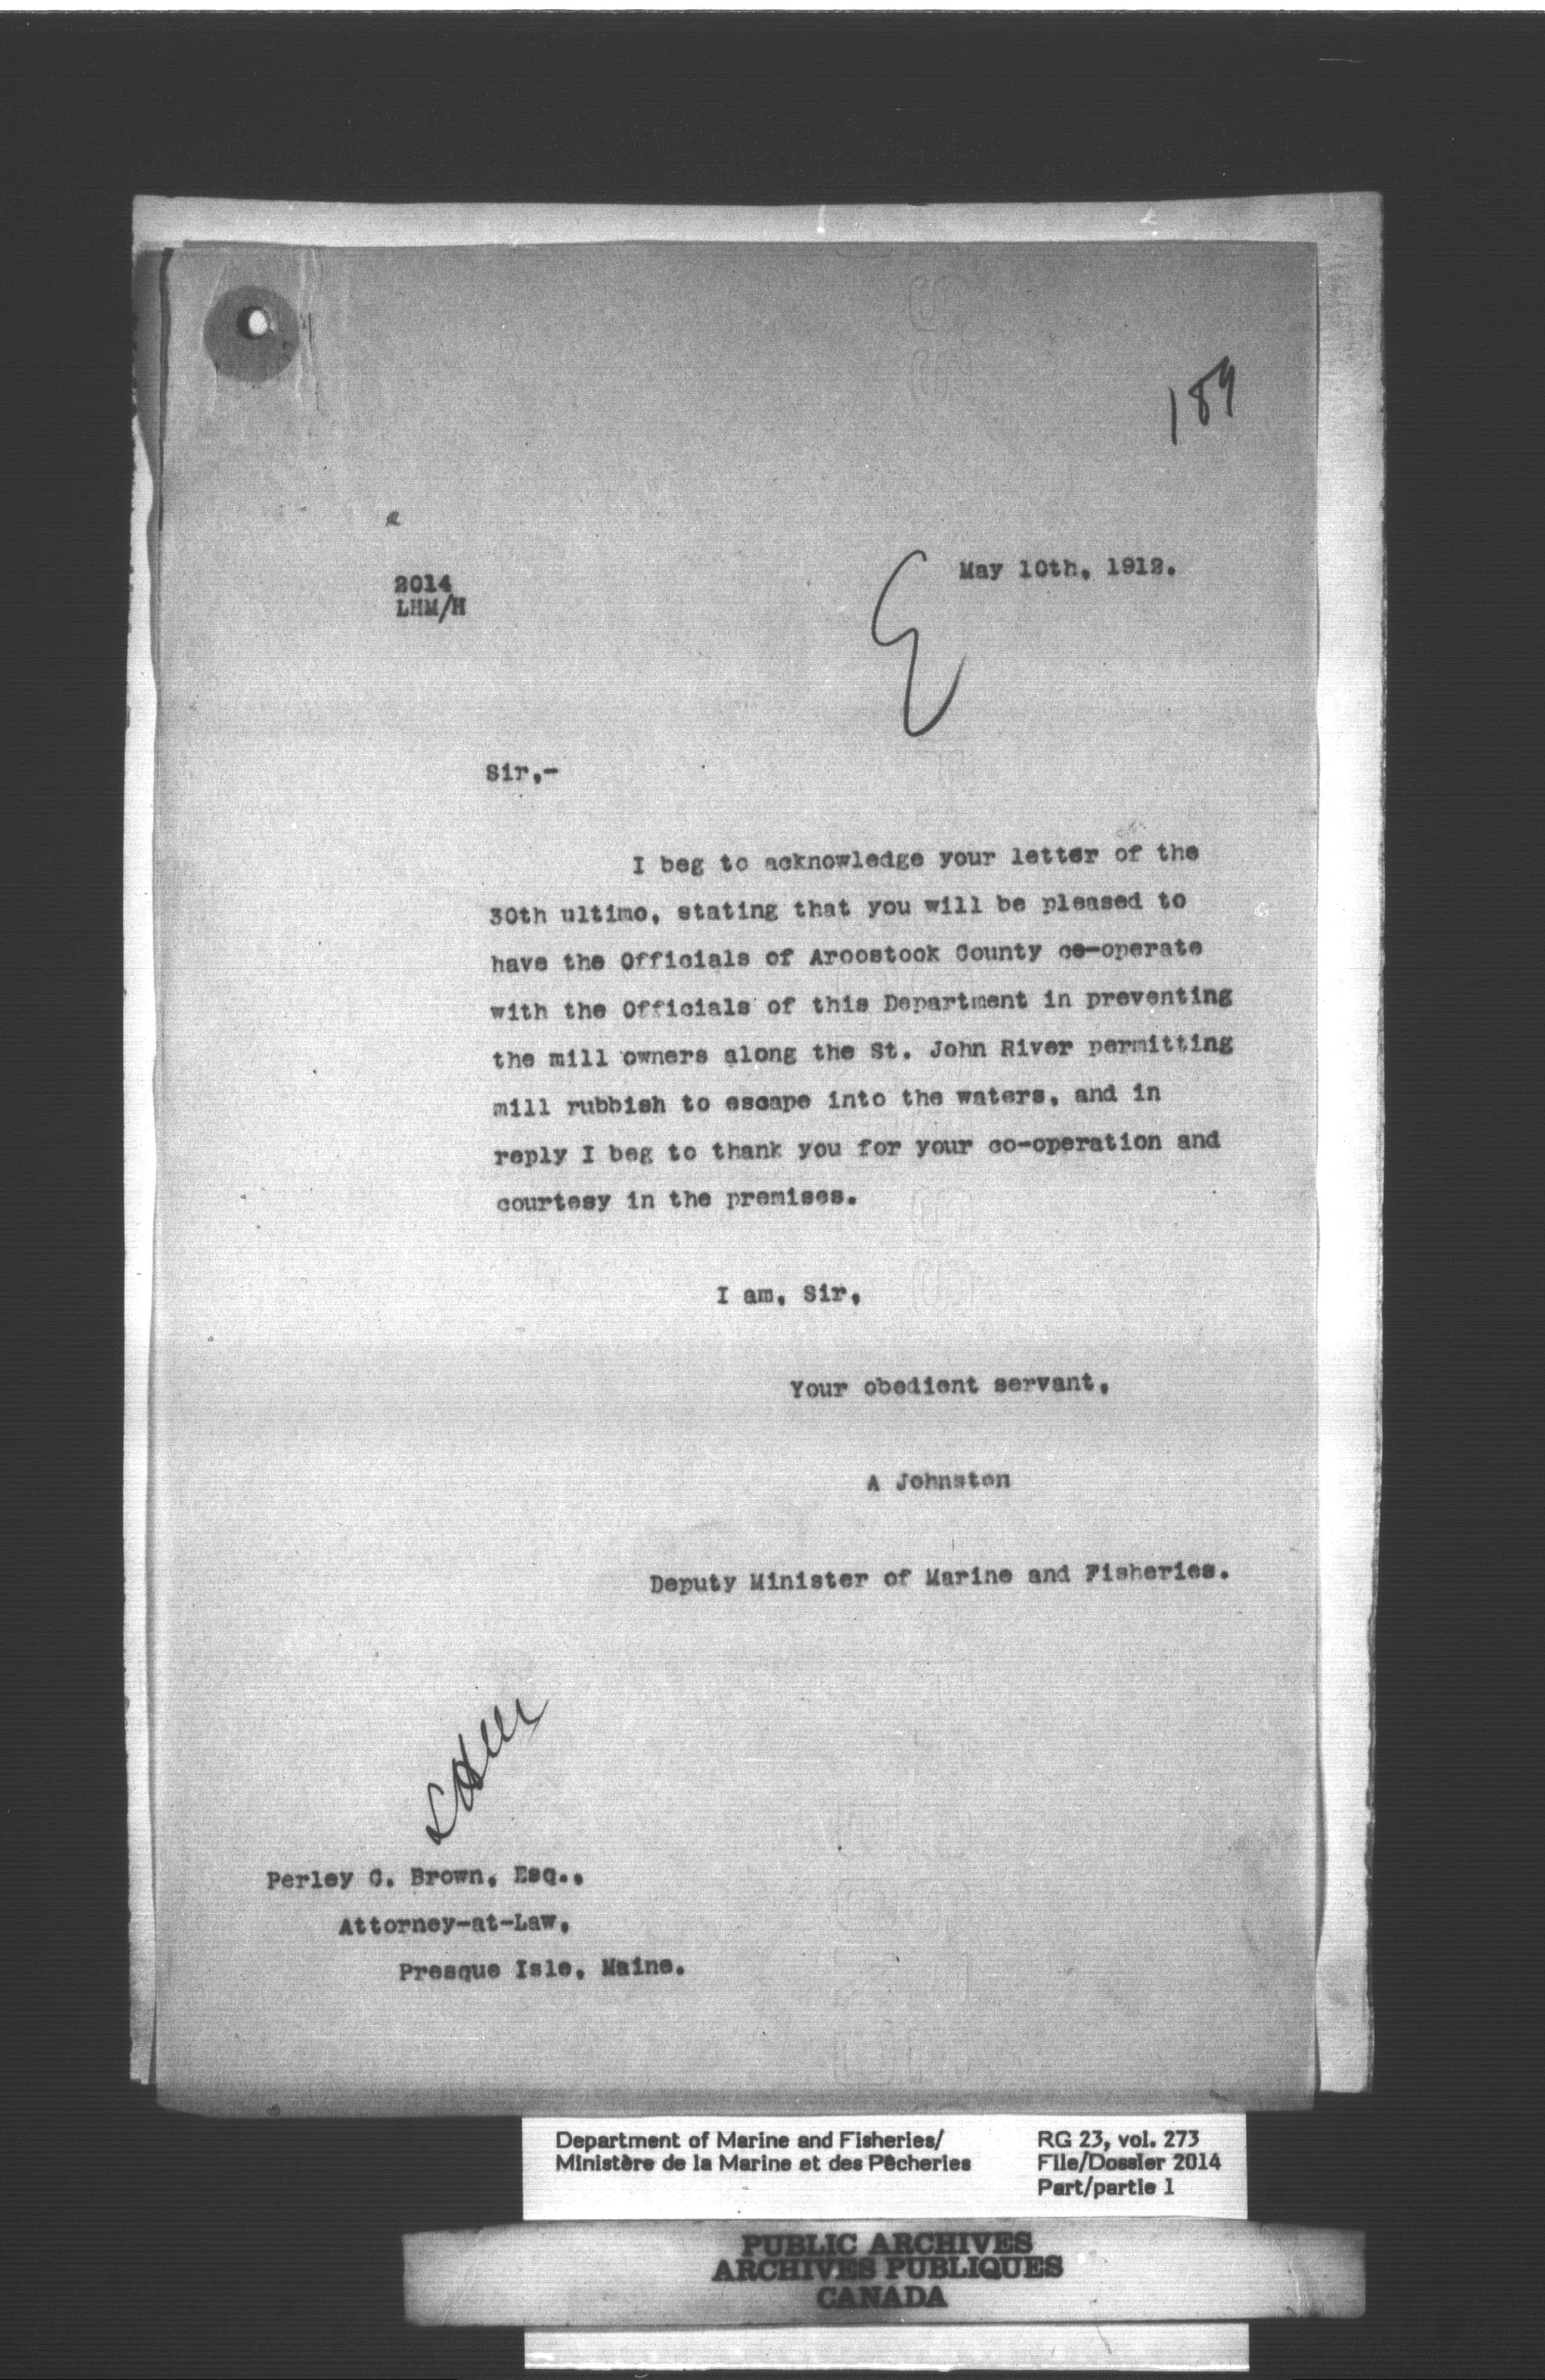 189
May 10th, 1912.
2014
LHM/H
Sir,-
I beg to acknowledge your letter of the
30th ultimo, stating that you will be pleased to
have the Officials of Aroostook County co-operate
with the Officials of this Department in preventing
the mill owners along the St. John River permitting
mill rubbish to escape into the waters, and in
reply I beg to thank you for your co-operation and
courtesy in the premises.
I am, Sir,
Your obedient servant,
A Johnston
Deputy Minister of Marine and Fisheries.
Perley C. Brown, Esq.,
Attorney-at-Law,
Presque Isle, Maine.
Department of Marine and Fisheries/
Ministère de la Marine et des Pêcheries
RG 23, vol. 273
File/Dossier 2014
Part/partie 1
PUBLIC ARCHIVES
ARCHIVES PUBLIQUES
CANADA